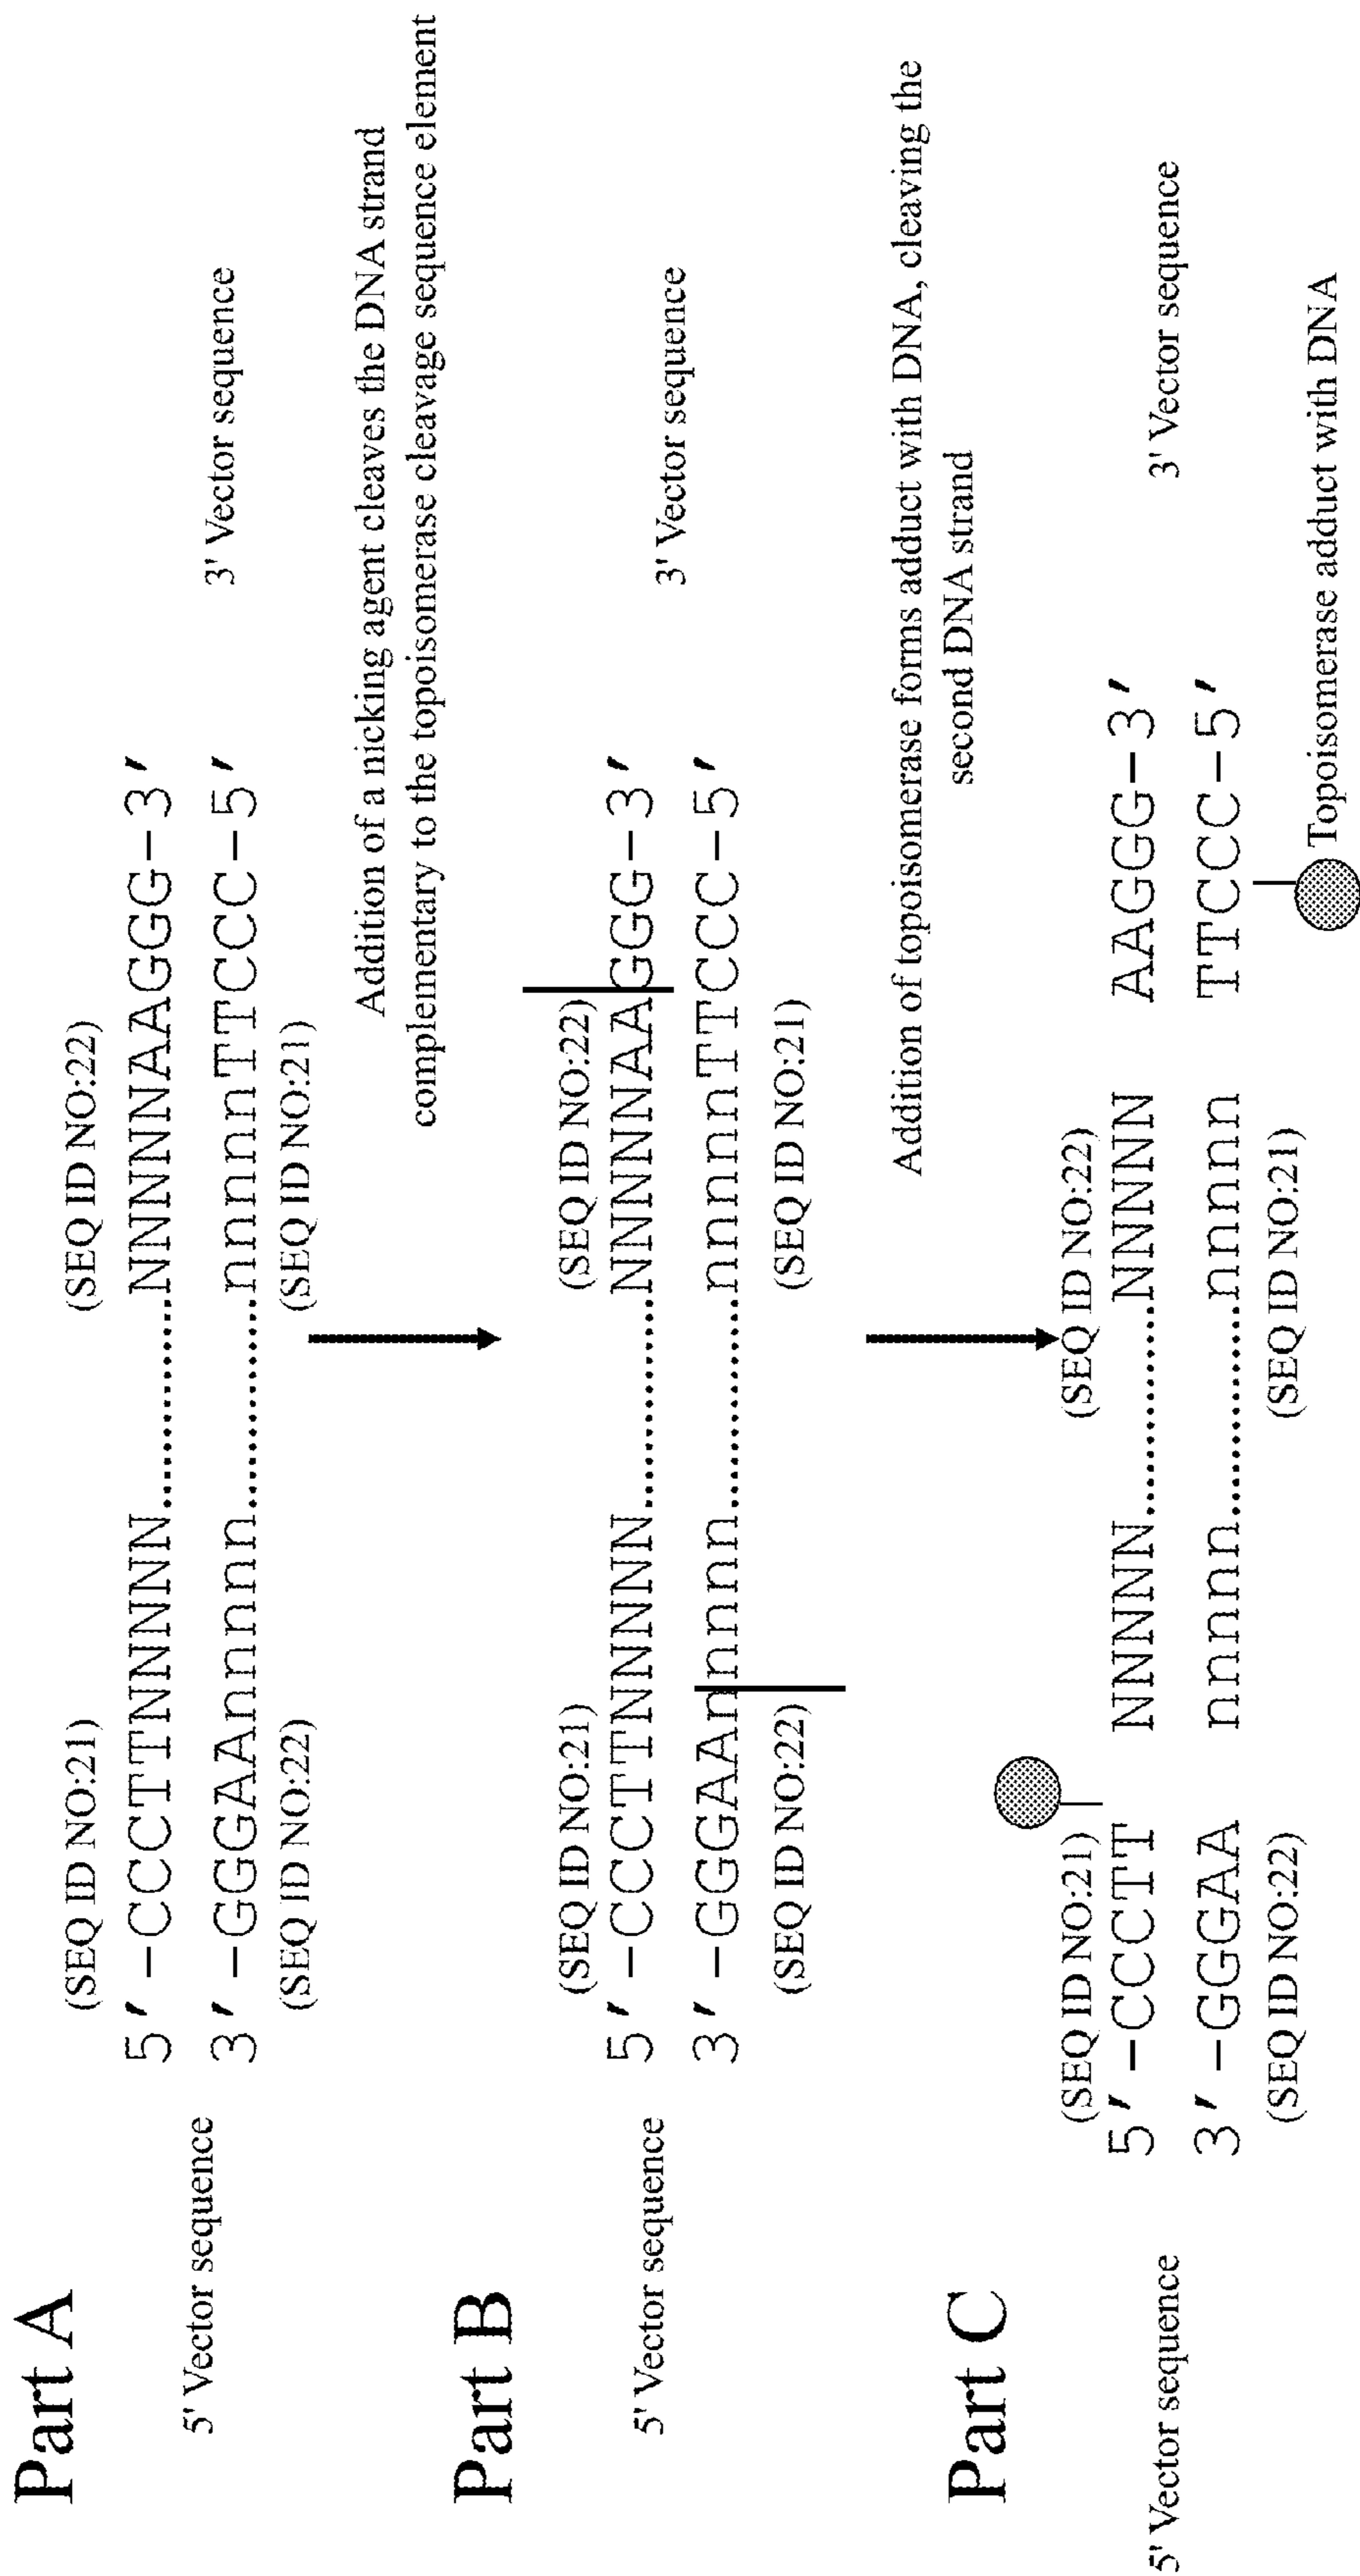 Part A
(SEQ ID NO:21) (SEQ ID NO:22)
5'-CCCTTNNNNN...............NNNNNAAGGG-3'
5' Vector sequence 3' Vector sequence
3'-GGGAAnnnnn...............nnnnnTTCCC-5'
(SEQ ID NO:22) (SEQ ID NO:21)
Addition of a nicking agent cleaves the DNA strand
complementary to the topoisomerase cleavage sequence element
Part B
(SEQ ID NO:21) (SEQ ID NO:22)
5'-CCCTTNNNNN...............NNNNNAAGGG-3'
5' Vector sequence 3' Vector sequence
3'-GGGAAnnnnn...............nnnnnTTCCC-5'
(SEQ ID NO:22) (SEQ ID NO:21)
Addition of topoisomerase forms adduct with DNA, cleaving the
second DNA strand
Part C
(SEQ ID NO:21) (SEQ ID NO:22)
5'-CCCTT NNNNN...............NNNNN AAGGG-3'
5' Vector sequence 3' Vector sequence
3'-GGGAA nnnnn...............nnnnn TTCCC-5'
(SEQ ID NO:22) (SEQ ID NO:21)
Topoisomerase adduct with DNA